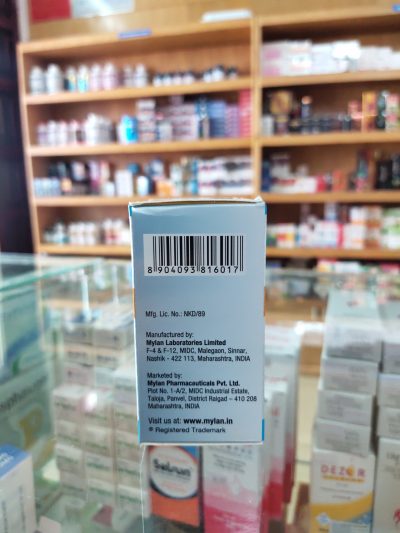 8 904093 816017
Mfg. Lic. No.: NKD/89
Manufactured by:
Mylan Laboratories Limited
F-4 & F-12, MIDC, Malegaon, Sinnar,
Nashik - 422 113, Maharashtra, INDIA
Marketed by:
Mylan Pharmaceuticals Pvt. Ltd.
Plot No. 1-A/2, MIDC Industrial Estate,
Taloja, Panvel, District Raigad – 410 208
Maharashtra, INDIA
Visit us at: www.mylan.in
® Registered Trademark
DEZOR